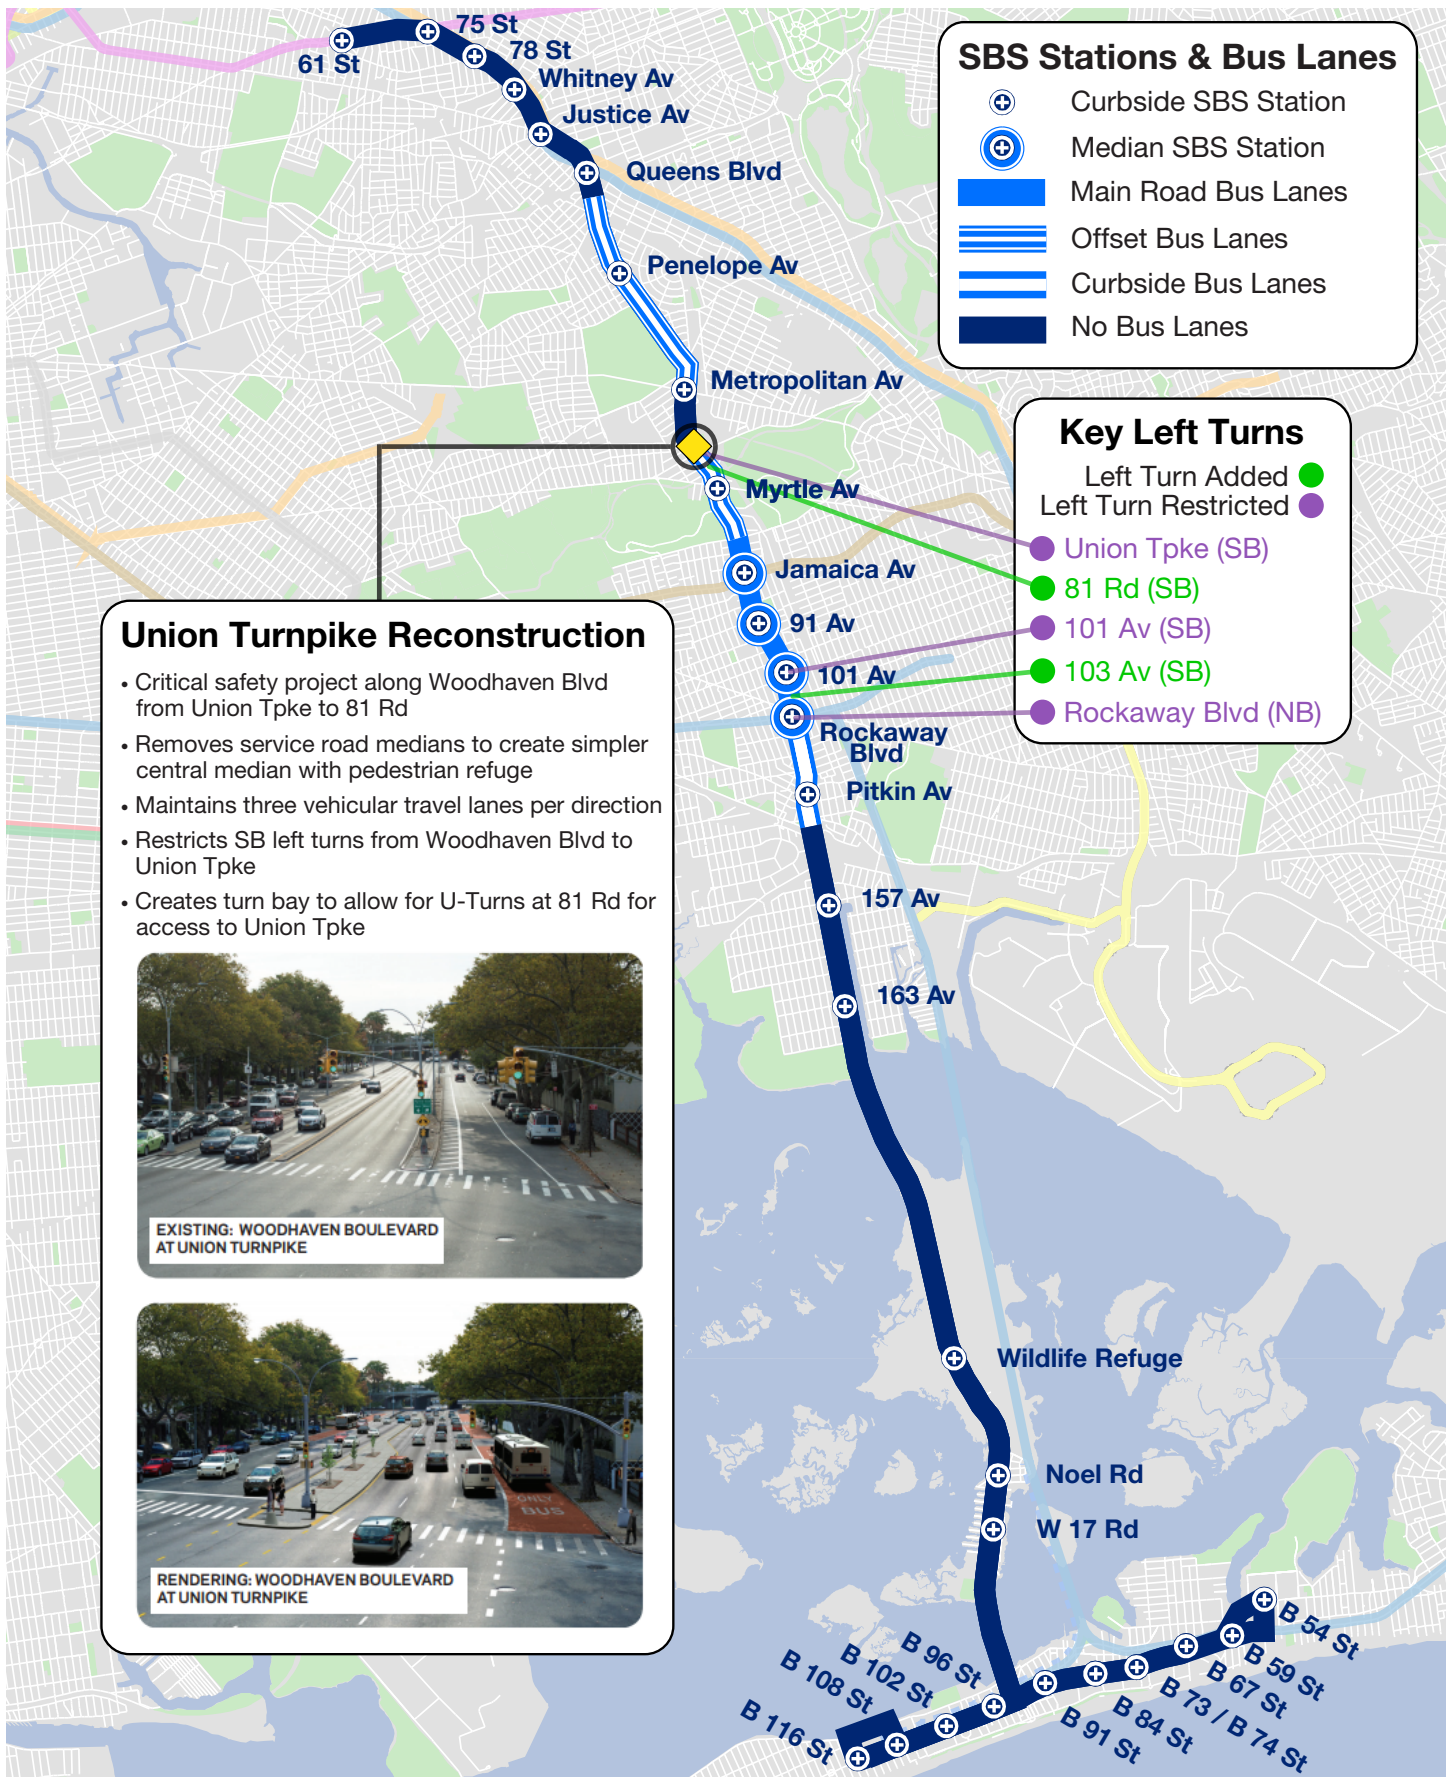 61 St
75 St
78 St
Whitney Av
Justice Av
Queens Blvd
Penelope Av
Metropolitan Av
Myrtle Av
Jamaica Av
91 Av
101 Av
Rockaway
Blvd
Pitkin Av
157 Av
163 Av
Wildlife Refuge
Noel Rd
W 17 Rd
B 116 St
B 108 St
B 102 St
B 96 St
B 91 St
B 84 St
B 73 / B 74 St
B 67 St
B 59 St
B 54 St
SBS Stations & Bus Lanes
Curbside SBS Station
Median SBS Station
Main Road Bus Lanes
Offset Bus Lanes
Curbside Bus Lanes
No Bus Lanes
Key Left Turns
Left Turn Added
Left Turn Restricted
Union Tpke (SB)
81 Rd (SB)
101 Av (SB)
103 Av (SB)
Rockaway Blvd (NB)
Union Turnpike Reconstruction
• Critical safety project along Woodhaven Blvd
from Union Tpke to 81 Rd
• Removes service road medians to create simpler
central median with pedestrian refuge
• Maintains three vehicular travel lanes per direction
• Restricts SB left turns from Woodhaven Blvd to
Union Tpke
• Creates turn bay to allow for U-Turns at 81 Rd for
access to Union Tpke
EXISTING: WOODHAVEN BOULEVARD
AT UNION TURNPIKE
ONLY
BUS
RENDERING: WOODHAVEN BOULEVARD
AT UNION TURNPIKE